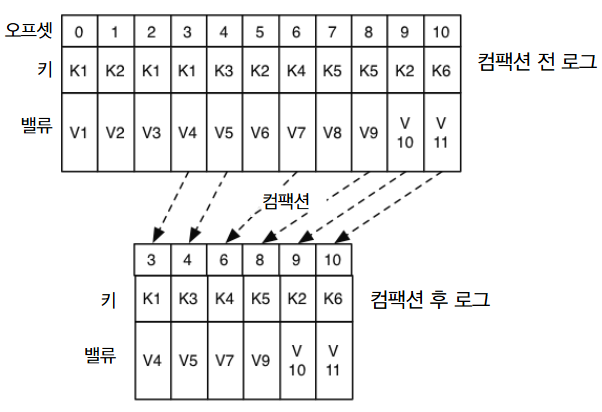 오프셋 0 1 2 3 4 5 6 7 8 9 10
키 K1 K2 K1 K1 K3 K2 K4 K5 K5 K2 K6
컴팩션 전 로그
밸류 V1 V2 V3 V4 V5 V6 V7 V8 V9 V 10 V 11
컴팩션
3 4 6 8 9 10
키 K1 K3 K4 K5 K2 K6
컴팩션 후 로그
밸류 V4 V5 V7 V9 V 10 V 11